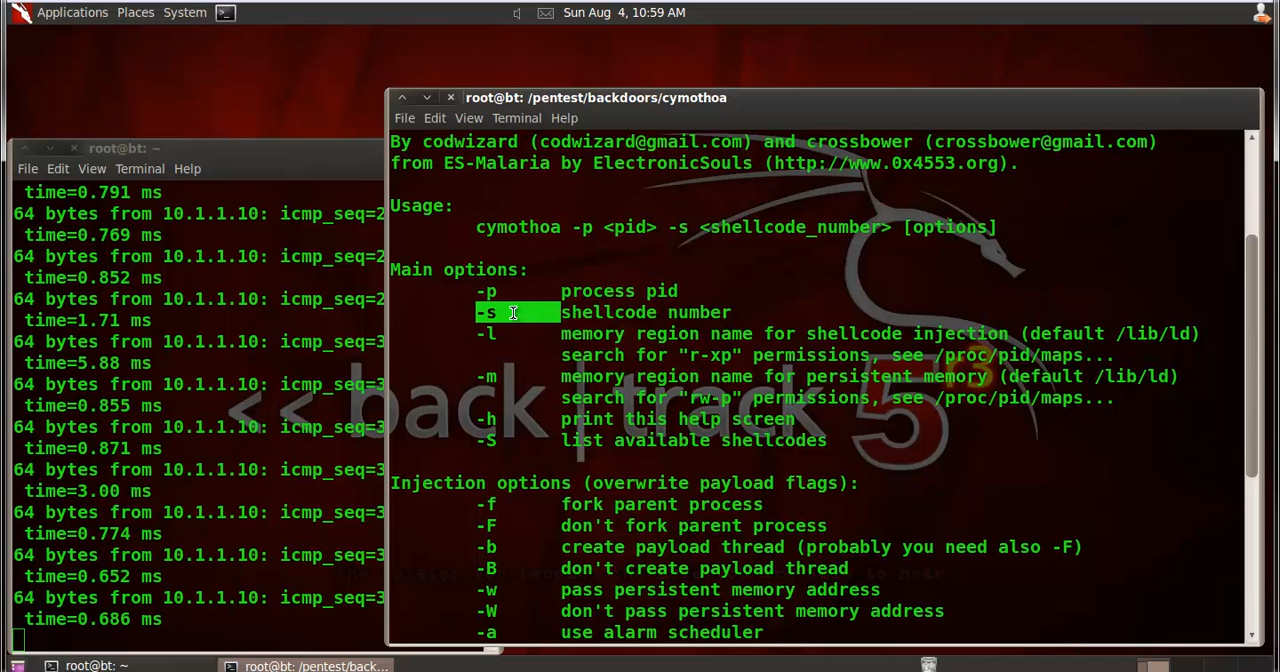 Applications Places System
Sun Aug 4, 10:59 AM
root@bt: ~
File Edit View Terminal Help
time=0.791 ms
64 bytes from 10.1.1.10: icmp_seq=2
time=0.769 ms
64 bytes from 10.1.1.10: icmp_seq=2
time=0.852 ms
64 bytes from 10.1.1.10: icmp_seq=2
time=1.71 ms
64 bytes from 10.1.1.10: icmp_seq=3
time=5.88 ms
64 bytes from 10.1.1.10: icmp_seq=3
time=0.855 ms
64 bytes from 10.1.1.10: icmp_seq=3
time=0.871 ms
64 bytes from 10.1.1.10: icmp_seq=3
time=3.00 ms
64 bytes from 10.1.1.10: icmp_seq=3
time=0.774 ms
64 bytes from 10.1.1.10: icmp_seq=3
time=0.652 ms
64 bytes from 10.1.1.10: icmp_seq=3
time=0.686 ms
root@bt: /pentest/backdoors/cymothoa
File Edit View Terminal Help
By codwizard (codwizard@gmail.com) and crossbower (crossbower@gmail.com)
from ES-Malaria by ElectronicSouls (http://www.0x4553.org).
Usage:
cymothoa -p <pid> -s <shellcode_number> [options]
Main options:
-p process pid
-s shellcode number
-l memory region name for shellcode injection (default /lib/ld)
search for "r-xp" permissions, see /proc/pid/maps...
-m memory region name for persistent memory (default /lib/ld)
search for "rw-p" permissions, see /proc/pid/maps...
-h print this help screen
-S list available shellcodes
Injection options (overwrite payload flags):
-f fork parent process
-F don't fork parent process
-b create payload thread (probably you need also -F)
-B don't create payload thread
-w pass persistent memory address
-W don't pass persistent memory address
-a use alarm scheduler
<< back | track 5 r3
root@bt: ~
root@bt: /pentest/back...